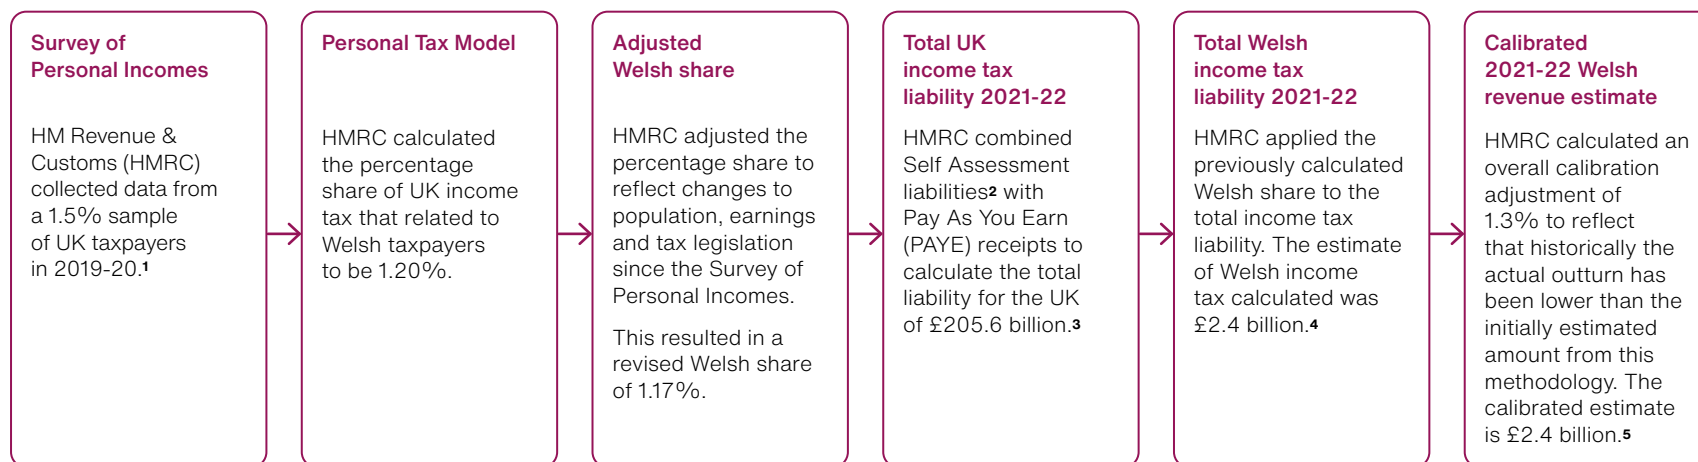 Survey of
Personal Incomes
HM Revenue &
Customs (HMRC)
collected data from
a 1.5% sample
of UK taxpayers
in 2019-20.1
Personal Tax Model
HMRC calculated
the percentage
share of UK income
tax that related to
Welsh taxpayers
to be 1.20%.
Adjusted
Welsh share
HMRC adjusted the
percentage share to
reflect changes to
population, earnings
and tax legislation
since the Survey of
Personal Incomes.
This resulted in a
revised Welsh share
of 1.17%.
Total UK
income tax
liability 2021-22
HMRC combined
Self Assessment
liabilities2 with
Pay As You Earn
(PAYE) receipts to
calculate the total
liability for the UK
of £205.6 billion.3
Total Welsh
income tax
liability 2021-22
HMRC applied the
previously calculated
Welsh share to the
total income tax
liability. The estimate
of Welsh income
tax calculated was
£2.4 billion.4
Calibrated
2021-22 Welsh
revenue estimate
HMRC calculated an
overall calibration
adjustment of
1.3% to reflect
that historically the
actual outturn has
been lower than the
initially estimated
amount from this
methodology. The
calibrated estimate
is £2.4 billion.5